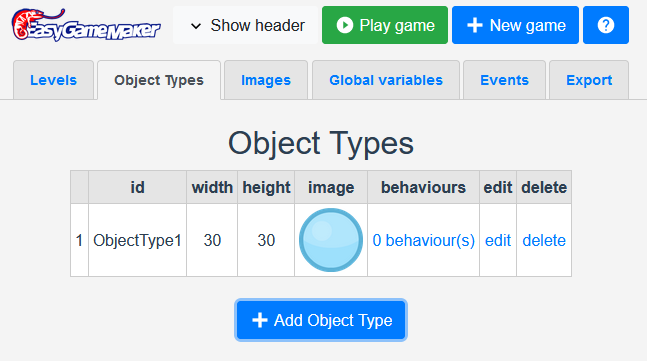 EasyGameMaker
Show header
Play game
New game
?
Levels
Object Types
Images
Global variables
Events
Export
Object Types
id width height image behaviours edit delete
1 ObjectType1 30 30 0 behaviour(s) edit delete
Add Object Type